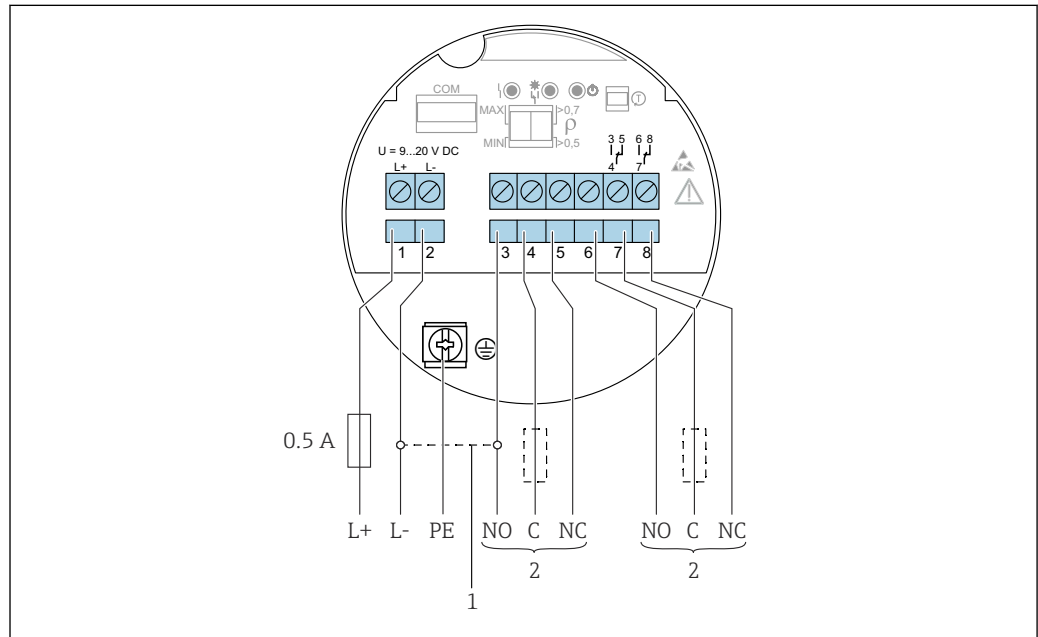 COM
MAX
>0,7
ρ
MIN
>0,5
T
U = 9...20 V DC
L+ L-
3 5 6 8
4 7
1 2 3 4 5 6 7 8
0.5 A
L+ L- PE NO C NC NO C NC
2 2
1